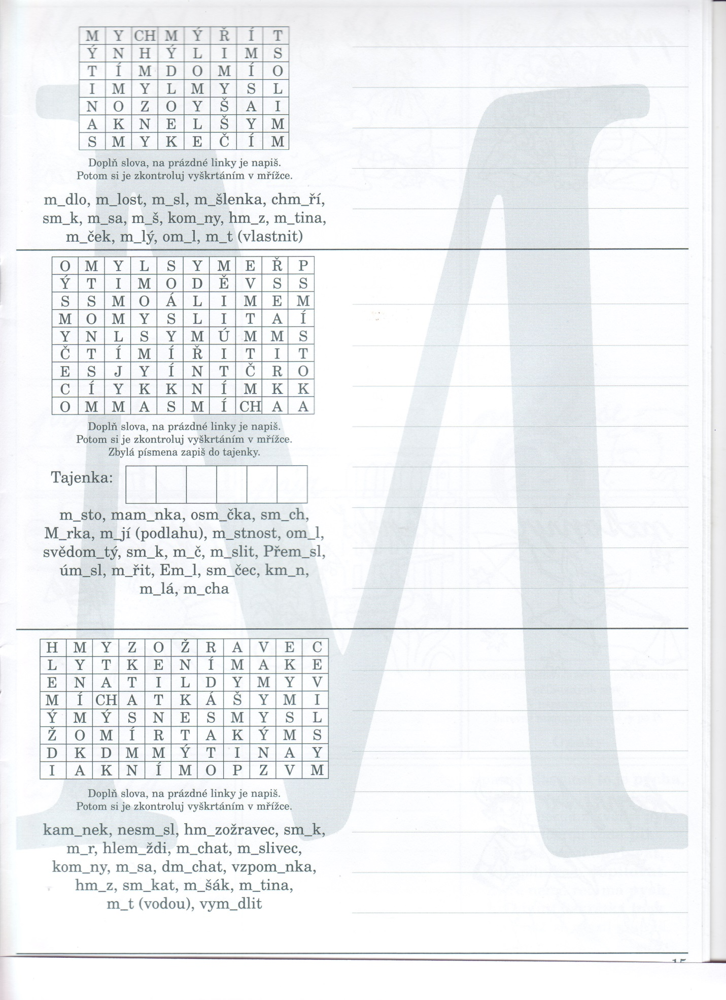 M Y CH M Ý Ř Í T
Ý N H Ý L I M S
T Í M D O M Í O
I M Y L M Y S L
N O Z O Y Š A I
A K N E L Š Y M
S M Y K E Č Í M
Doplň slova, na prázdné linky je napiš.
Potom si je zkontroluj vyškrtáním v mřížce.
m_dlo, m_lost, m_sl, m_šlenka, chm_ří,
sm_k, m_sa, m_š, kom_ny, hm_z, m_tina,
m_ček, m_lý, om_l, m_t (vlastnit)
O M Y L S Y M E Ř P
Ý T I M O D Ě V S S
S S M O Á L I M E M
M O M Y S L I T A Í
Y N L S Y M Ú M M S
Č T Í M Í Ř I T I T
E S J Y Í N T Č R O
C Í Y K K N Í M K K
O M M A S M Í CH A A
Doplň slova, na prázdné linky je napiš.
Potom si je zkontroluj vyškrtáním v mřížce.
Zbylá písmena zapiš do tajenky.
Tajenka:
m_sto, mam_nka, osm_čka, sm_ch,
M_rka, m_jí (podlahu), m_stnost, om_l,
svědom_tý, sm_k, m_č, m_slit, Přem_sl,
úm_sl, m_řit, Em_l, sm_čec, km_n,
m_lá, m_cha
H M Y Z O Ž R A V E C
L Y T K E N Í M A K E
E N A T I L D Y M Y V
M Í CH A T K Á Š Y M I
Ý M Ý S N E S M Y S L
Ž O M Í R T A K Ý M S
D K D M M Ý T I N A Y
I A K N Í M O P Z V M
Doplň slova, na prázdné linky je napiš.
Potom si je zkontroluj vyškrtáním v mřížce.
kam_nek, nesm_sl, hm_zožravec, sm_k,
m_r, hlem_ždi, m_chat, m_slivec,
kom_ny, m_sa, dm_chat, vzpom_nka,
hm_z, sm_kat, m_šák, m_tina,
m_t (vodou), vym_dlit